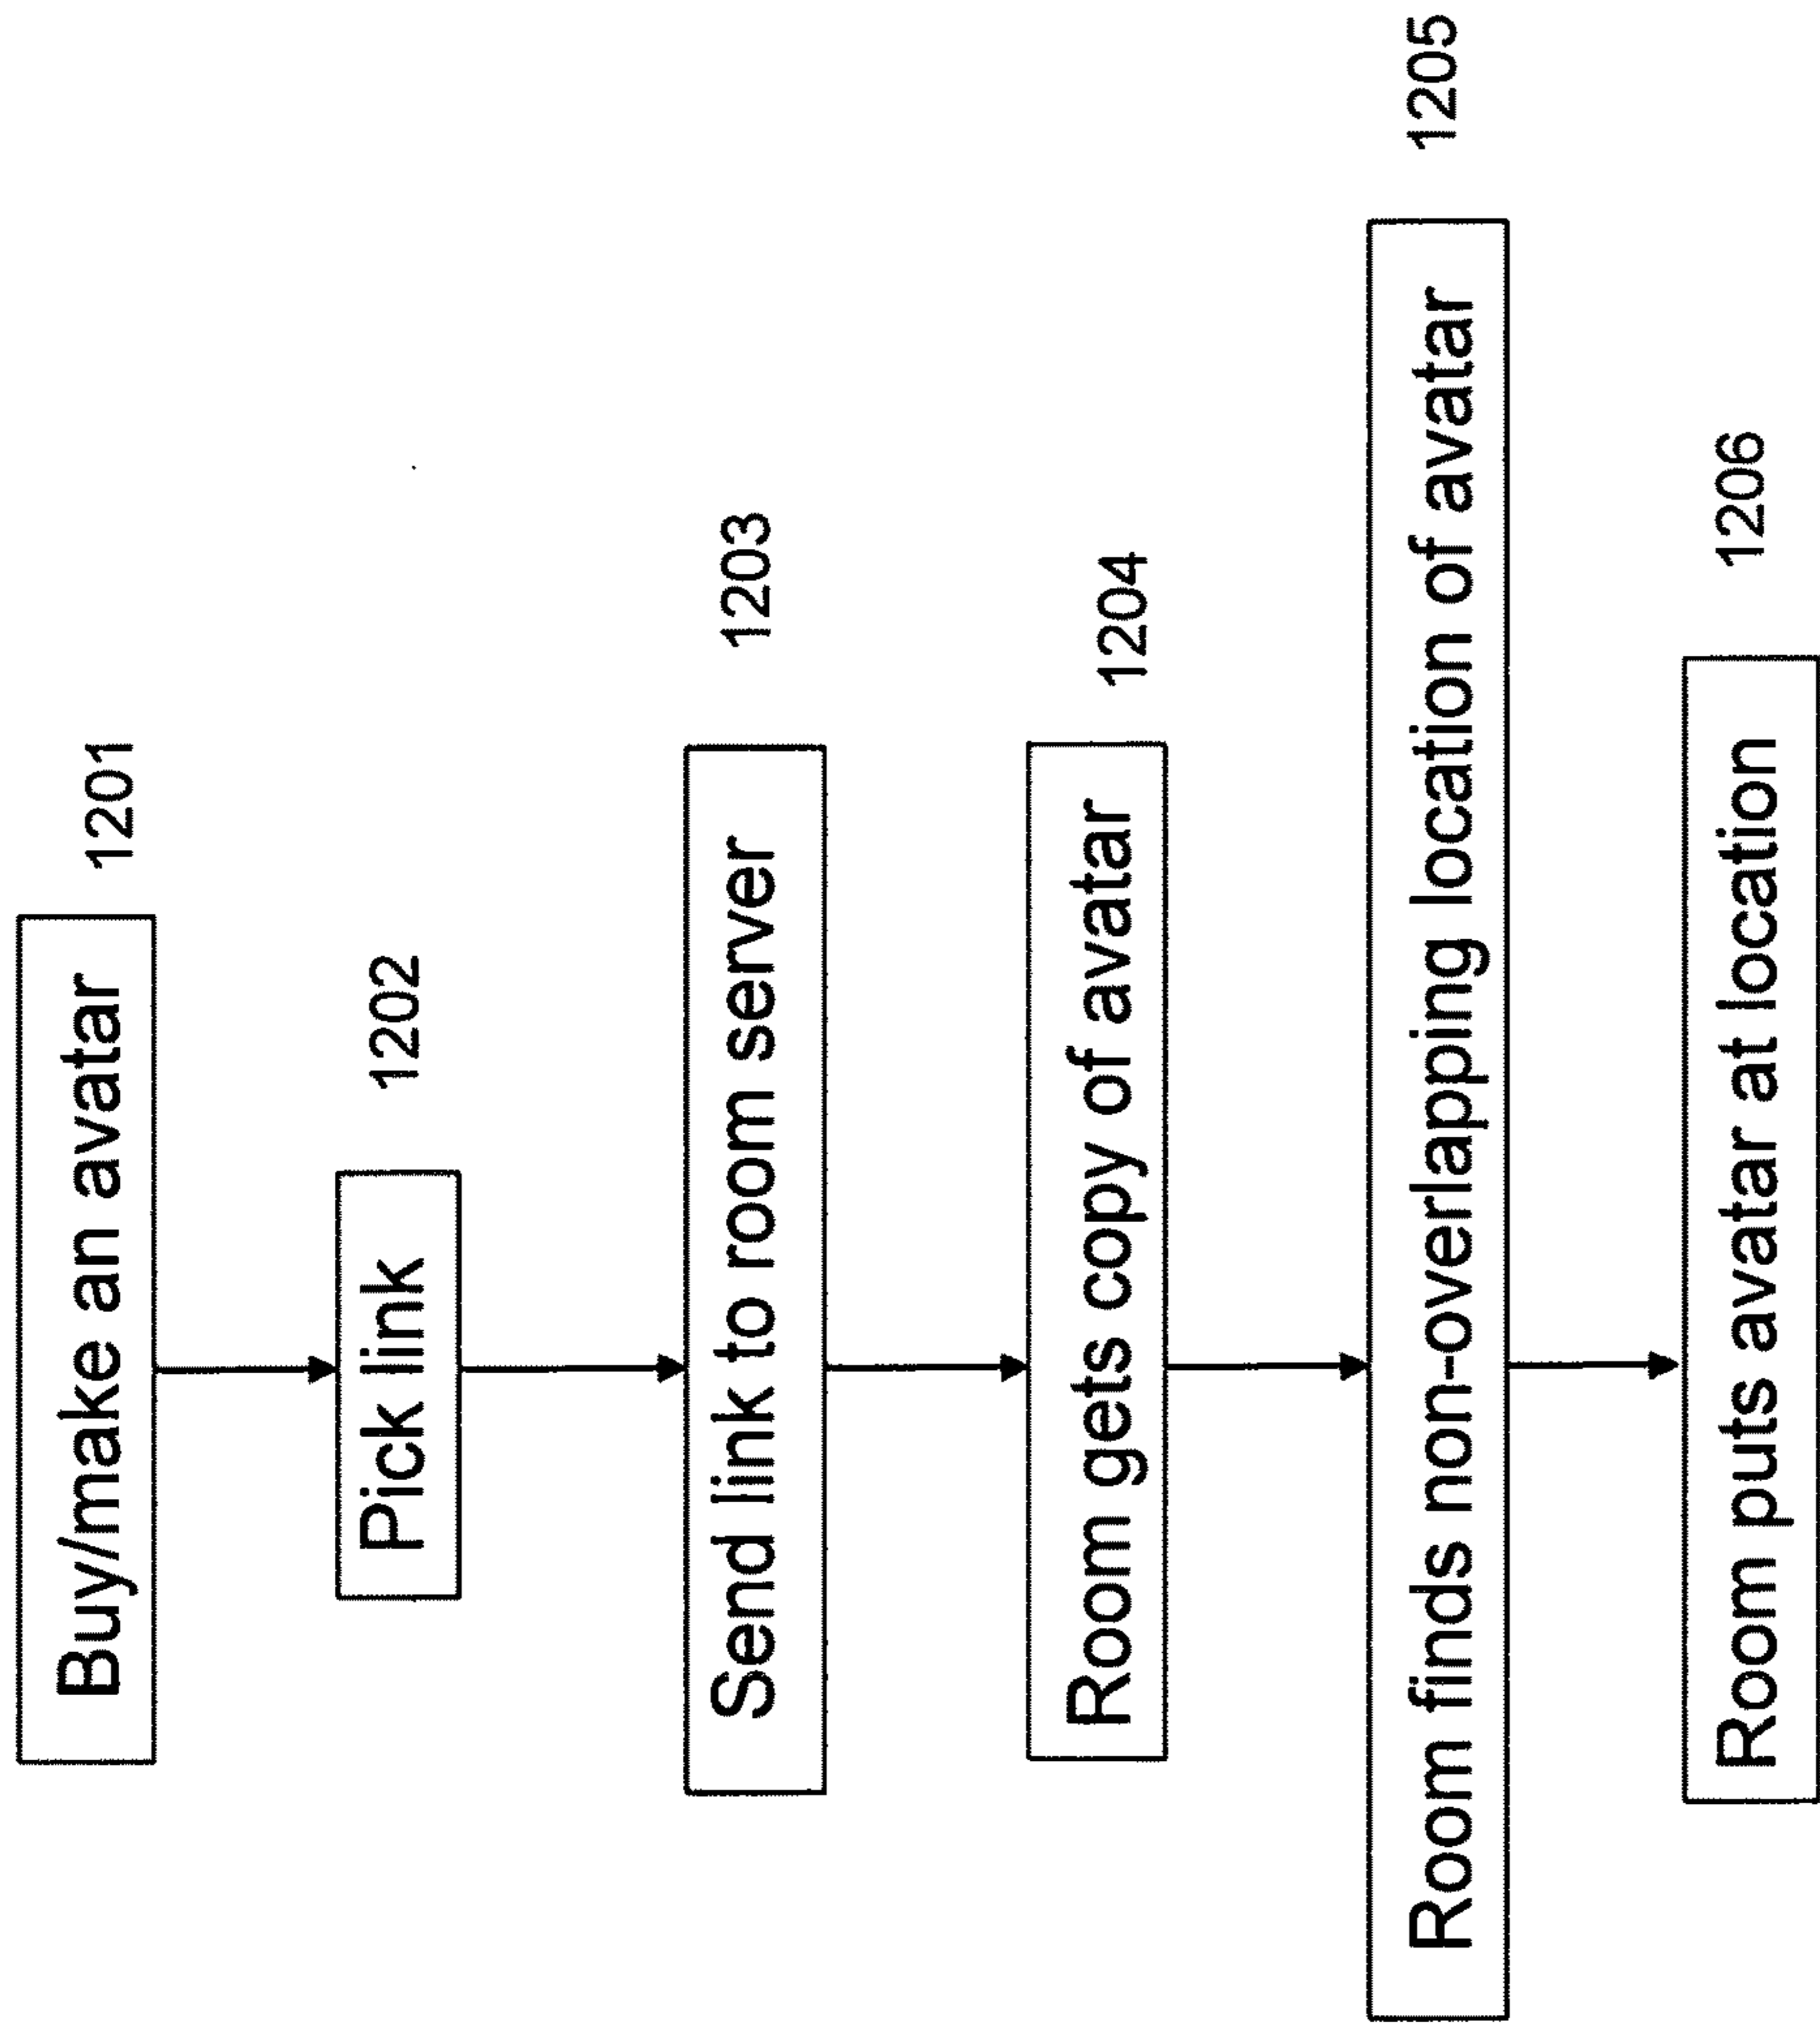 Buy/make an avatar 1201
Pick link 1202
Send link to room server 1203
Room gets copy of avatar 1204
Room finds non-overlapping location of avatar 1205
Room puts avatar at location 1206